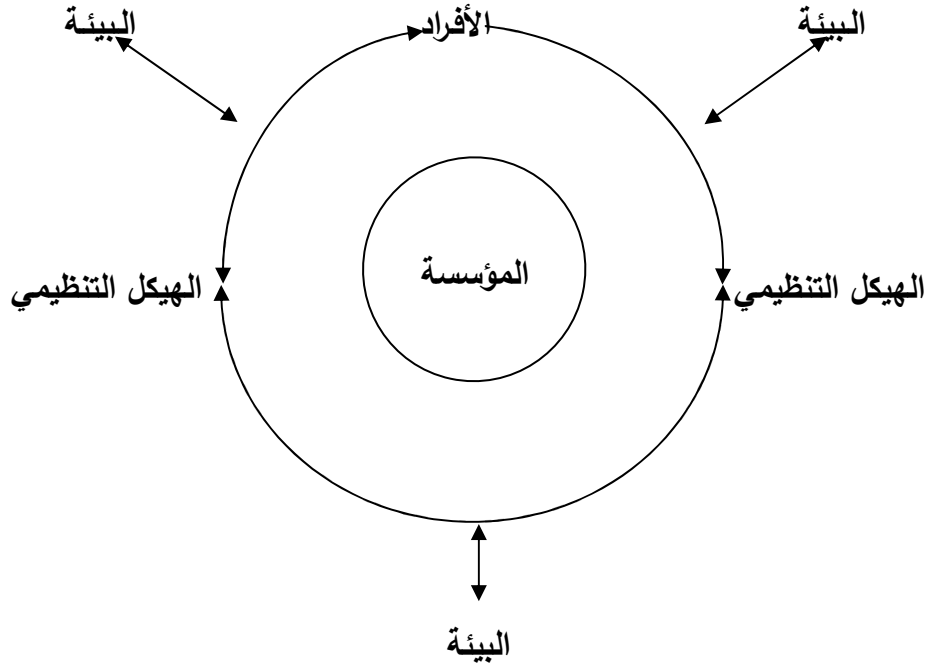 البيئة
الأفراد
البيئة
المؤسسة
الهيكل التنظيمي
الهيكل التنظيمي
البيئة